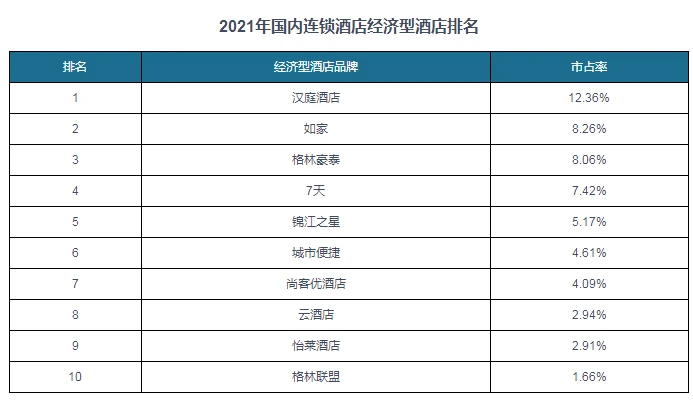 2021年国内连锁酒店经济型酒店排名
排名 经济型酒店品牌 市占率
1 汉庭酒店 12.36%
2 如家 8.26%
3 格林豪泰 8.06%
4 7天 7.42%
5 锦江之星 5.17%
6 城市便捷 4.61%
7 尚客优酒店 4.09%
8 云酒店 2.94%
9 怡莱酒店 2.91%
10 格林联盟 1.66%